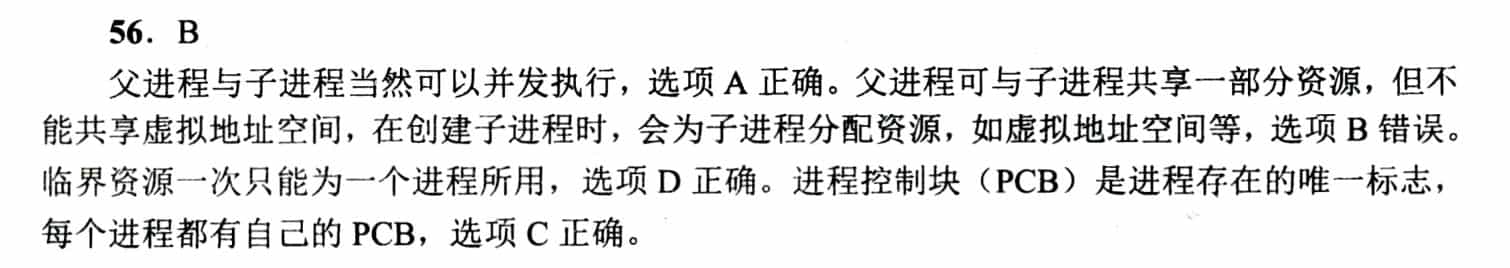 56. B
父进程与子进程当然可以并发执行，选项 A 正确。父进程可与子进程共享一部分资源，但不
能共享虚拟地址空间，在创建子进程时，会为子进程分配资源，如虚拟地址空间等，选项 B 错误。
临界资源一次只能为一个进程所用，选项 D 正确。进程控制块（PCB）是进程存在的唯一标志，
每个进程都有自己的 PCB，选项 C 正确。